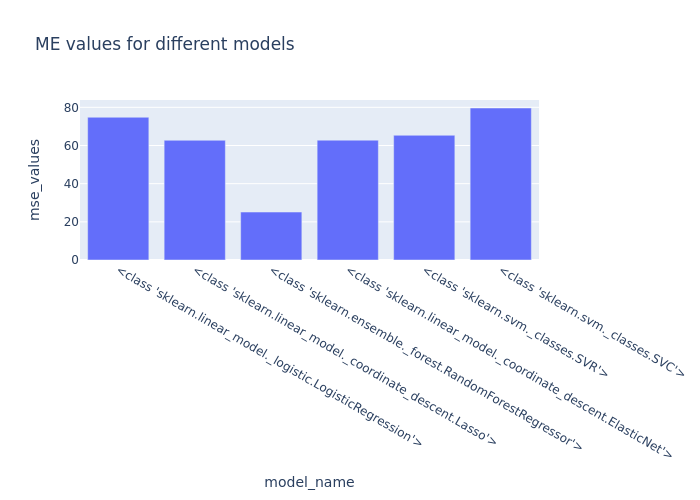 ME values for different models
mse_values
80
60
40
20
0
<class 'sklearn.linear_model._logistic.LogisticRegression'>
<class 'sklearn.linear_model._coordinate_descent.Lasso'>
<class 'sklearn.ensemble._forest.RandomForestRegressor'>
<class 'sklearn.linear_model._coordinate_descent.ElasticNet'>
<class 'sklearn.svm._classes.SVR'>
<class 'sklearn.svm._classes.SVC'>
model_name